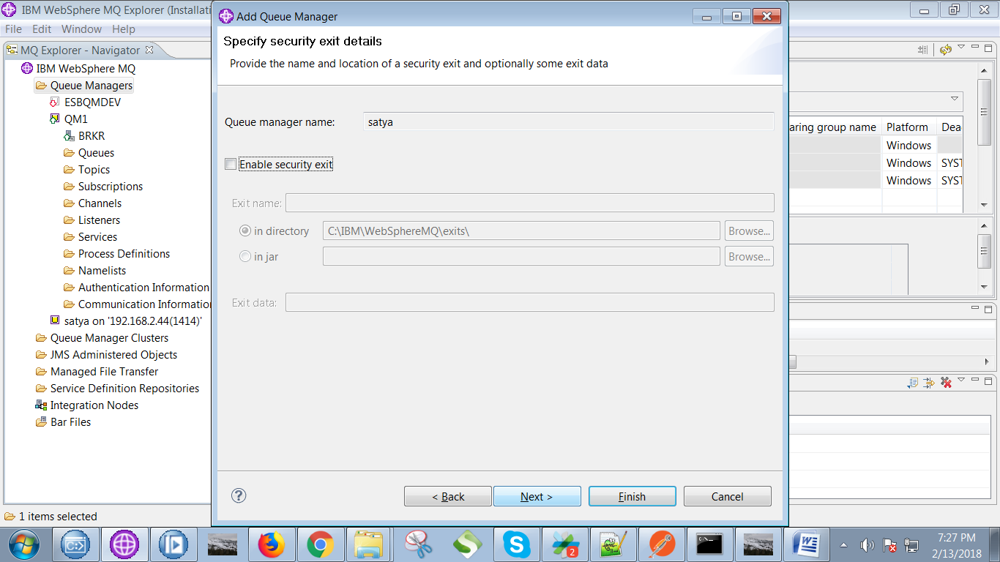 IBM WebSphere MQ Explorer (Installati
File Edit Window Help
MQ Explorer - Navigator
IBM WebSphere MQ
Queue Managers
ESBQMDEV
QM1
BRKR
Queues
Topics
Subscriptions
Channels
Listeners
Services
Process Definitions
Namelists
Authentication Information
Communication Informatio
satya on '192.168.2.44(1414)'
Queue Manager Clusters
JMS Administered Objects
Managed File Transfer
Service Definition Repositories
Integration Nodes
Bar Files
1 items selected
Add Queue Manager
Specify security exit details
Provide the name and location of a security exit and optionally some exit data
Queue manager name: satya
Enable security exit
Exit name:
in directory C:\IBM\WebSphereMQ\exits\ Browse...
in jar Browse...
Exit data:
< Back Next > Finish Cancel
aring group name Platform Dea
Windows
Windows SYST
Windows SYST
2
7:27 PM
2/13/2018